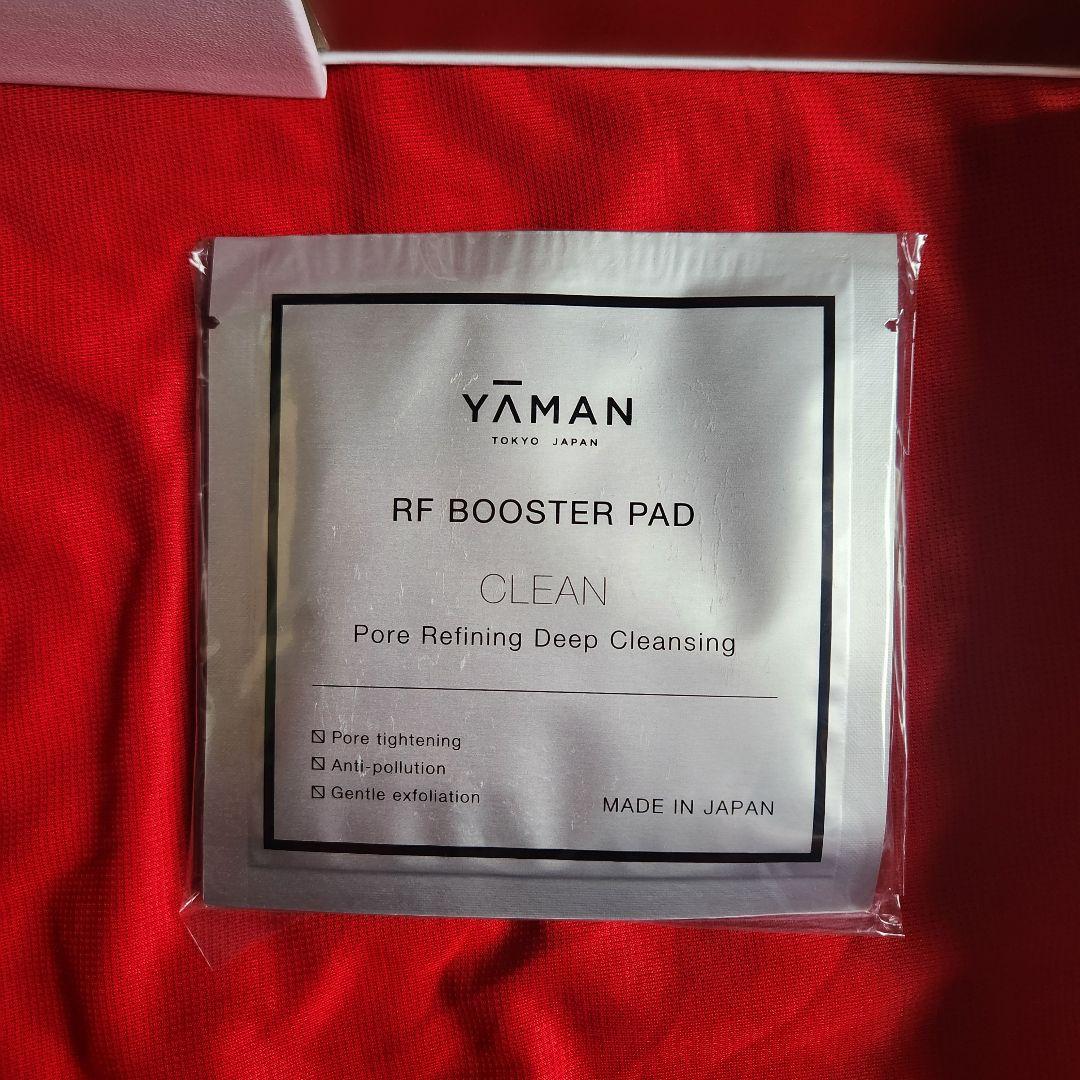 YĀMAN
TOKYO JAPAN
RF BOOSTER PAD
CLEAN
Pore Refining Deep Cleansing
Pore tightening
Anti-pollution
Gentle exfoliation
MADE IN JAPAN